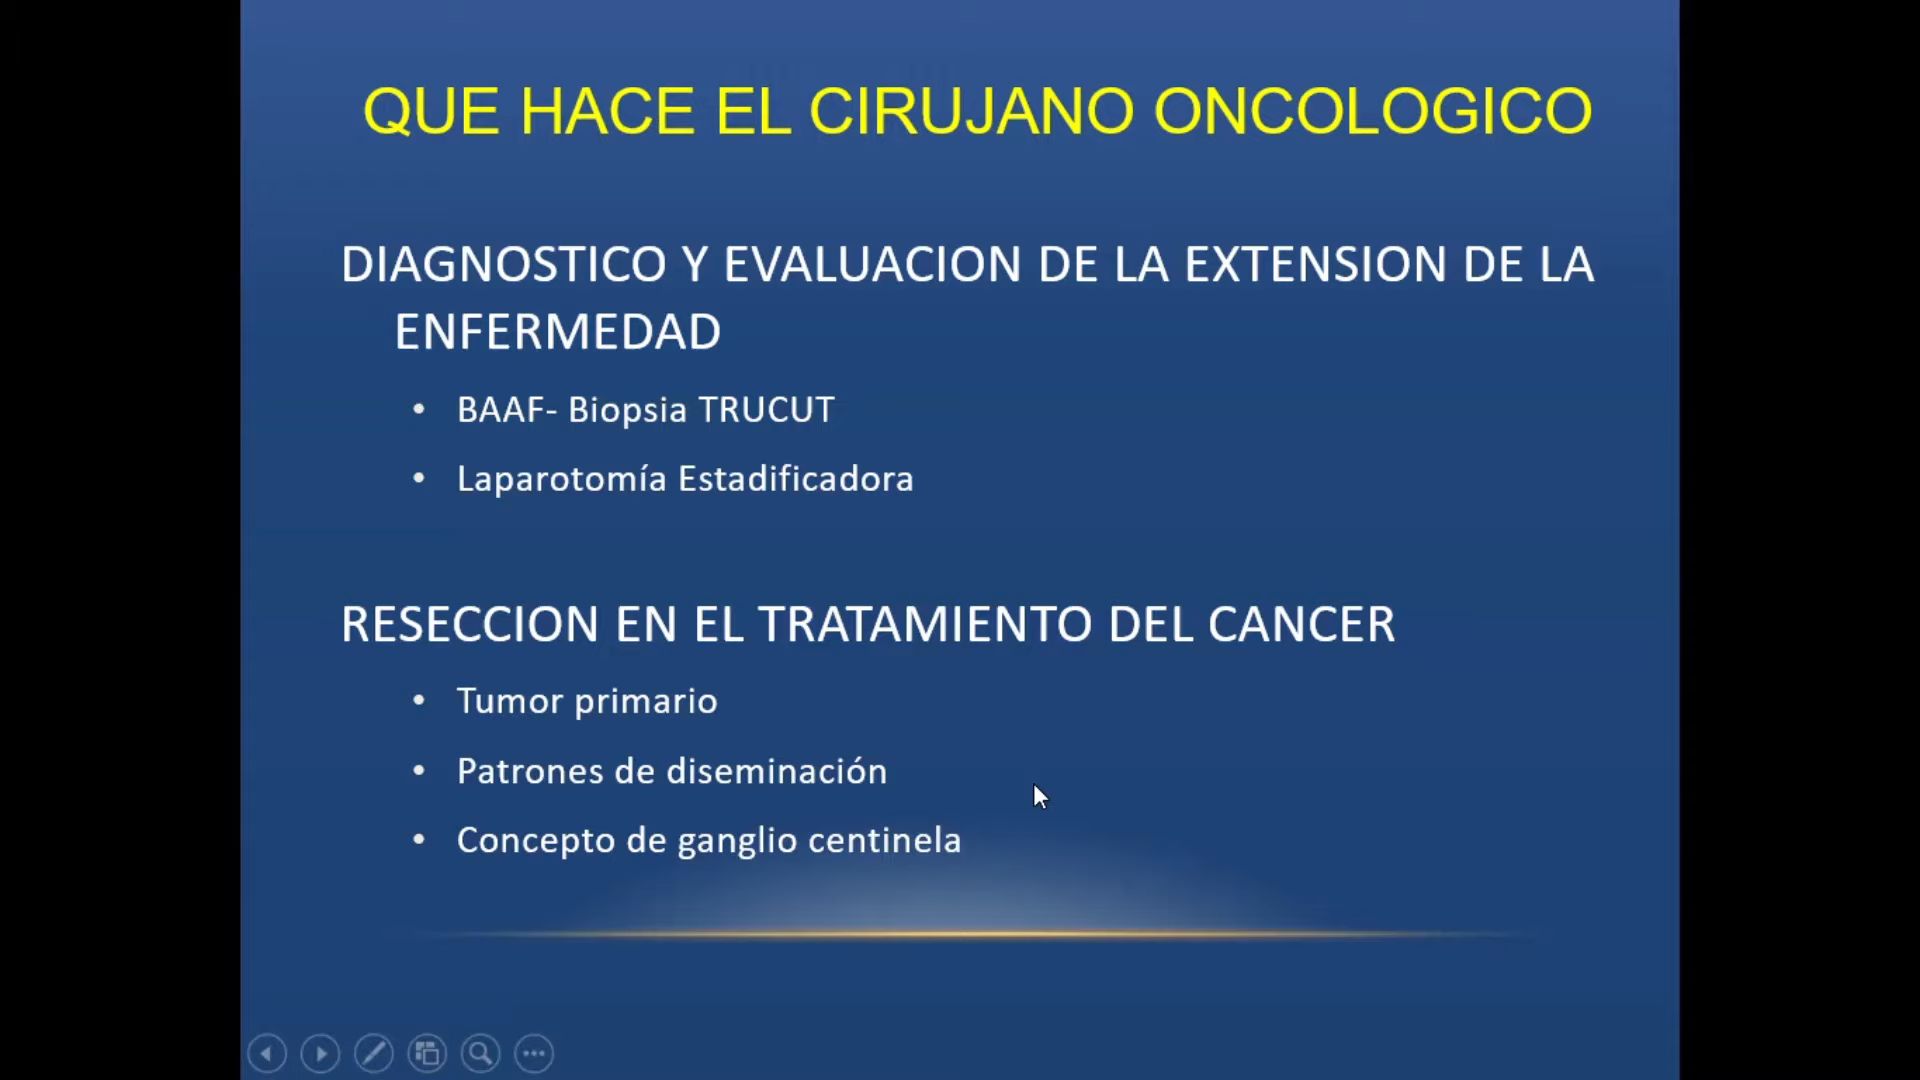 QUE HACE EL CIRUJANO ONCOLOGICO
DIAGNOSTICO Y EVALUACION DE LA EXTENSION DE LA
ENFERMEDAD
• BAAF- Biopsia TRUCUT
• Laparotomía Estadificadora
RESECCION EN EL TRATAMIENTO DEL CANCER
• Tumor primario
• Patrones de diseminación
• Concepto de ganglio centinela